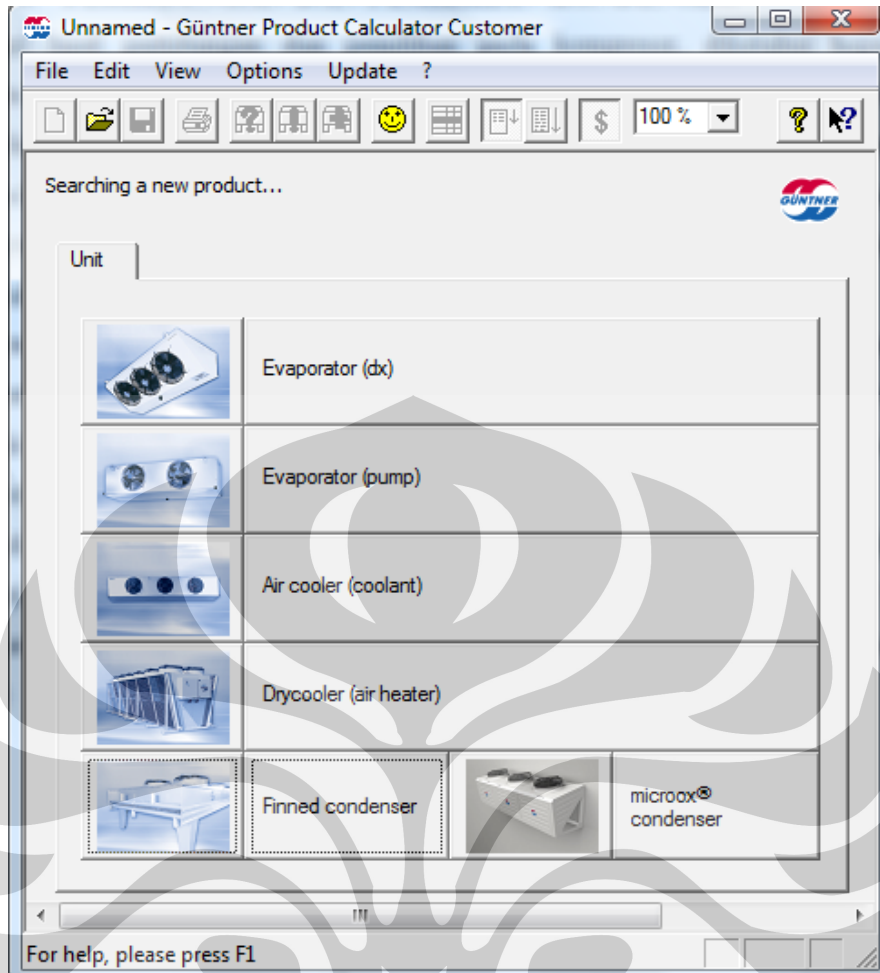 Unnamed - Güntner Product Calculator Customer
File Edit View Options Update ?
100 %
Searching a new product...
GÜNTNER
Unit
Evaporator (dx)
Evaporator (pump)
Air cooler (coolant)
Drycooler (air heater)
Finned condenser
microox®
condenser
For help, please press F1